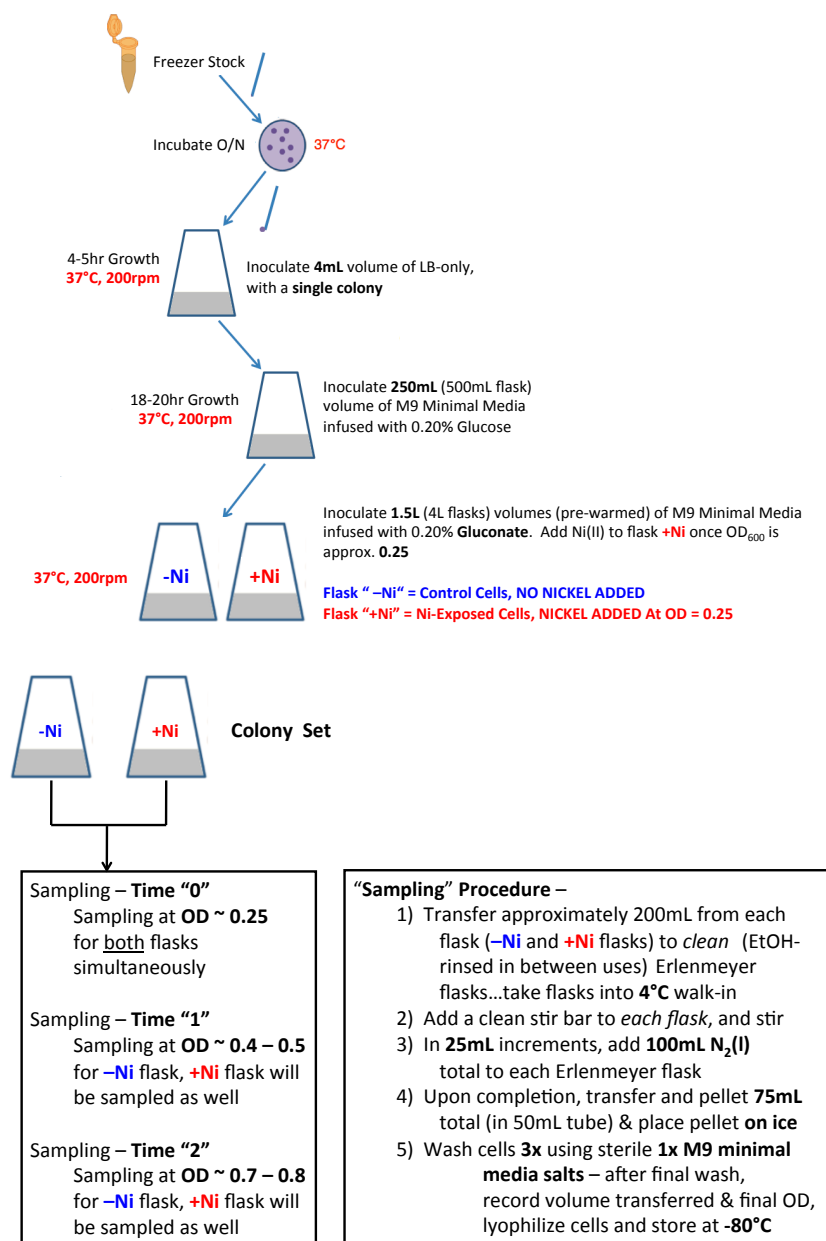 Freezer Stock
Incubate O/N
37°C
4-5hr Growth
37°C, 200rpm
Inoculate 4mL volume of LB-only,
with a single colony
18-20hr Growth
37°C, 200rpm
Inoculate 250mL (500mL flask)
volume of M9 Minimal Media
infused with 0.20% Glucose
37°C, 200rpm
-Ni
+Ni
Inoculate 1.5L (4L flasks) volumes (pre-warmed) of M9 Minimal Media
infused with 0.20% Gluconate. Add Ni(II) to flask +Ni once OD600 is
approx. 0.25
Flask “ –Ni“ = Control Cells, NO NICKEL ADDED
Flask “+Ni” = Ni-Exposed Cells, NICKEL ADDED At OD = 0.25
-Ni
+Ni
Colony Set
Sampling – Time “0”
Sampling at OD ~ 0.25
for both flasks
simultaneously
Sampling – Time “1”
Sampling at OD ~ 0.4 – 0.5
for –Ni flask, +Ni flask will
be sampled as well
Sampling – Time “2”
Sampling at OD ~ 0.7 – 0.8
for –Ni flask, +Ni flask will
be sampled as well
“Sampling” Procedure –
1) Transfer approximately 200mL from each
flask (–Ni and +Ni flasks) to clean (EtOH-
rinsed in between uses) Erlenmeyer
flasks…take flasks into 4°C walk-in
2) Add a clean stir bar to each flask, and stir
3) In 25mL increments, add 100mL N2(l)
total to each Erlenmeyer flask
4) Upon completion, transfer and pellet 75mL
total (in 50mL tube) & place pellet on ice
5) Wash cells 3x using sterile 1x M9 minimal
media salts – after final wash,
record volume transferred & final OD,
lyophilize cells and store at -80°C